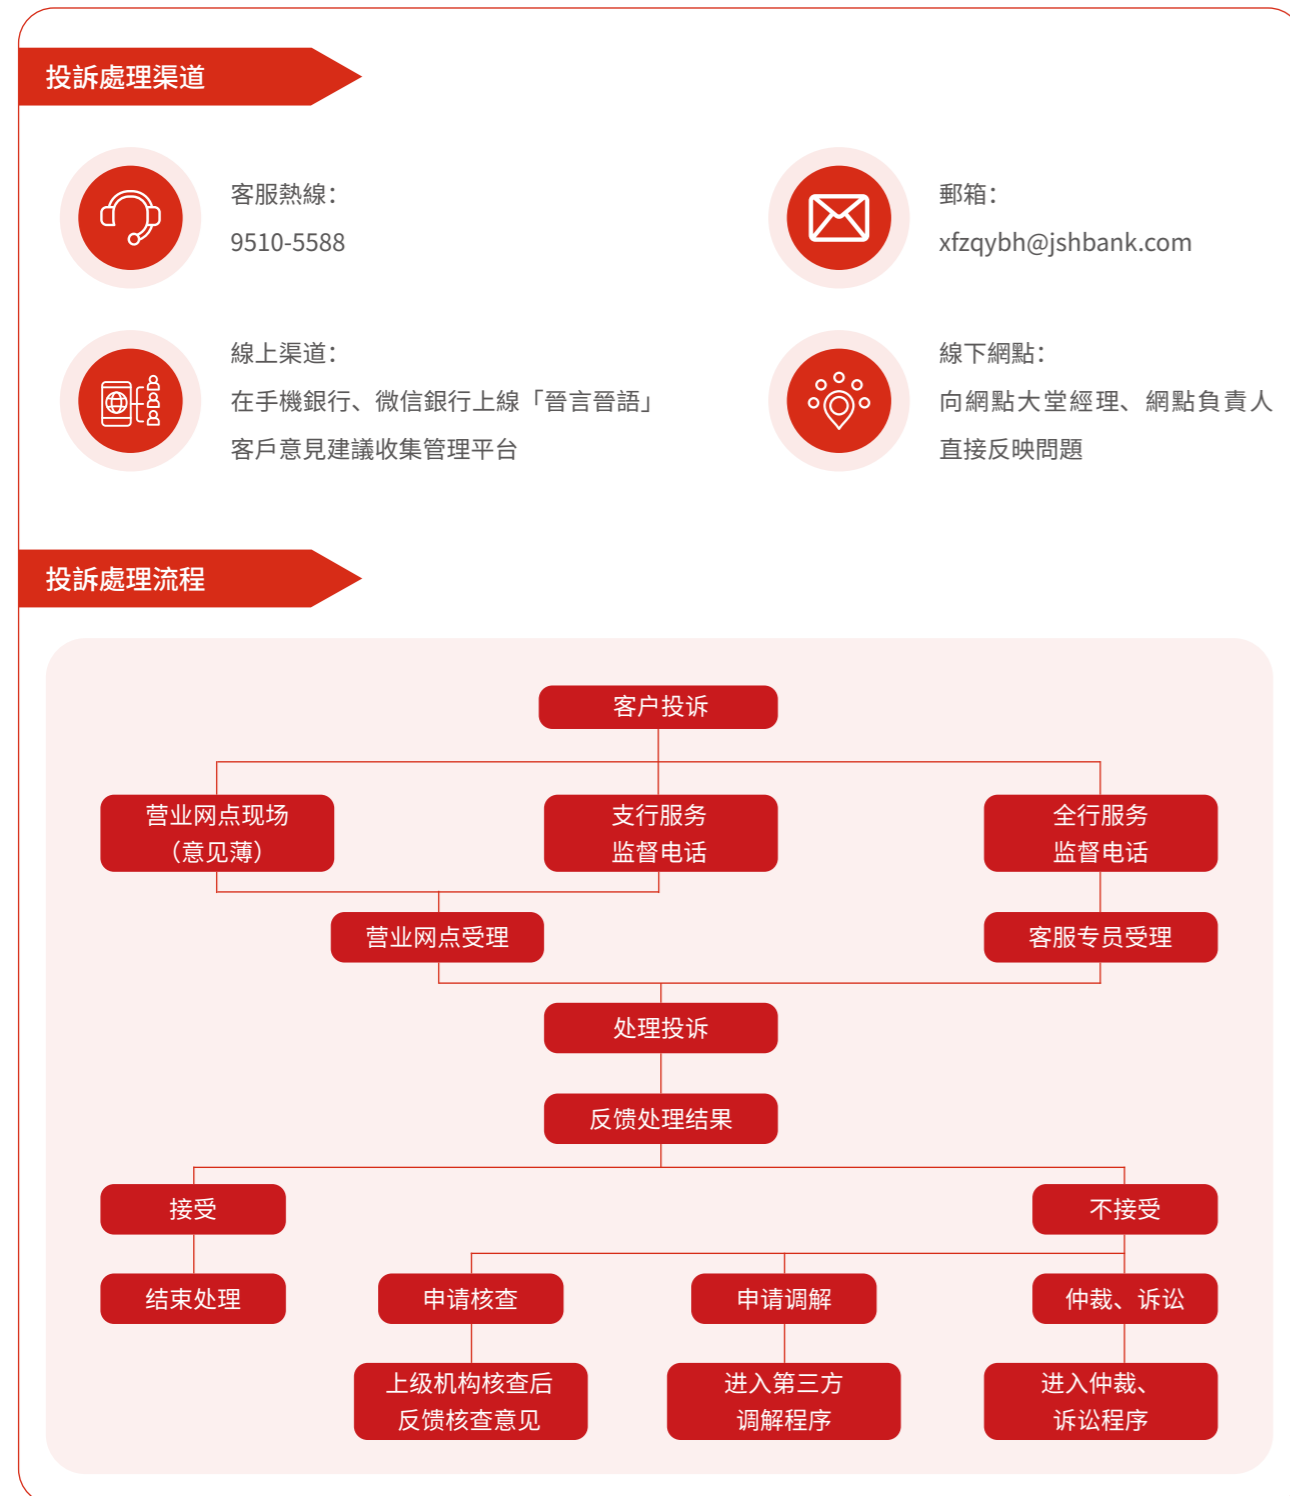 投訴處理渠道
客服熱線：
9510-5588
郵箱：
xfzqybh@jshbank.com
線上渠道：
在手機銀行、微信銀行上線「晉言晉語」
客戶意見建議收集管理平台
線下網點：
向網點大堂經理、網點負責人
直接反映問題
投訴處理流程
客户投诉
营业网点现场
（意见薄）
支行服务
监督电话
全行服务
监督电话
营业网点受理
客服专员受理
处理投诉
反馈处理结果
接受
不接受
结束处理
申请核查
申请调解
仲裁、诉讼
上级机构核查后
反馈核查意见
进入第三方
调解程序
进入仲裁、
诉讼程序